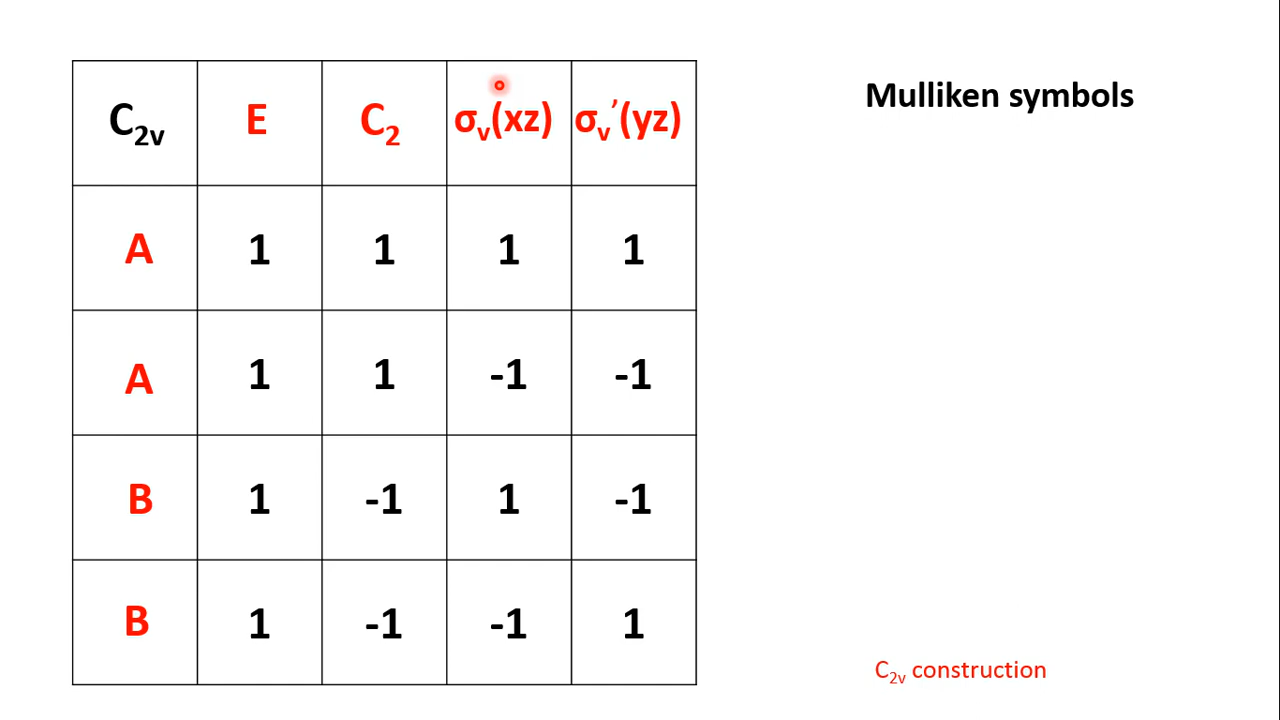 Mulliken symbols
C2v E C2 σv(xz) σv’(yz)
A 1 1 1 1
A 1 1 -1 -1
B 1 -1 1 -1
B 1 -1 -1 1
C2v construction